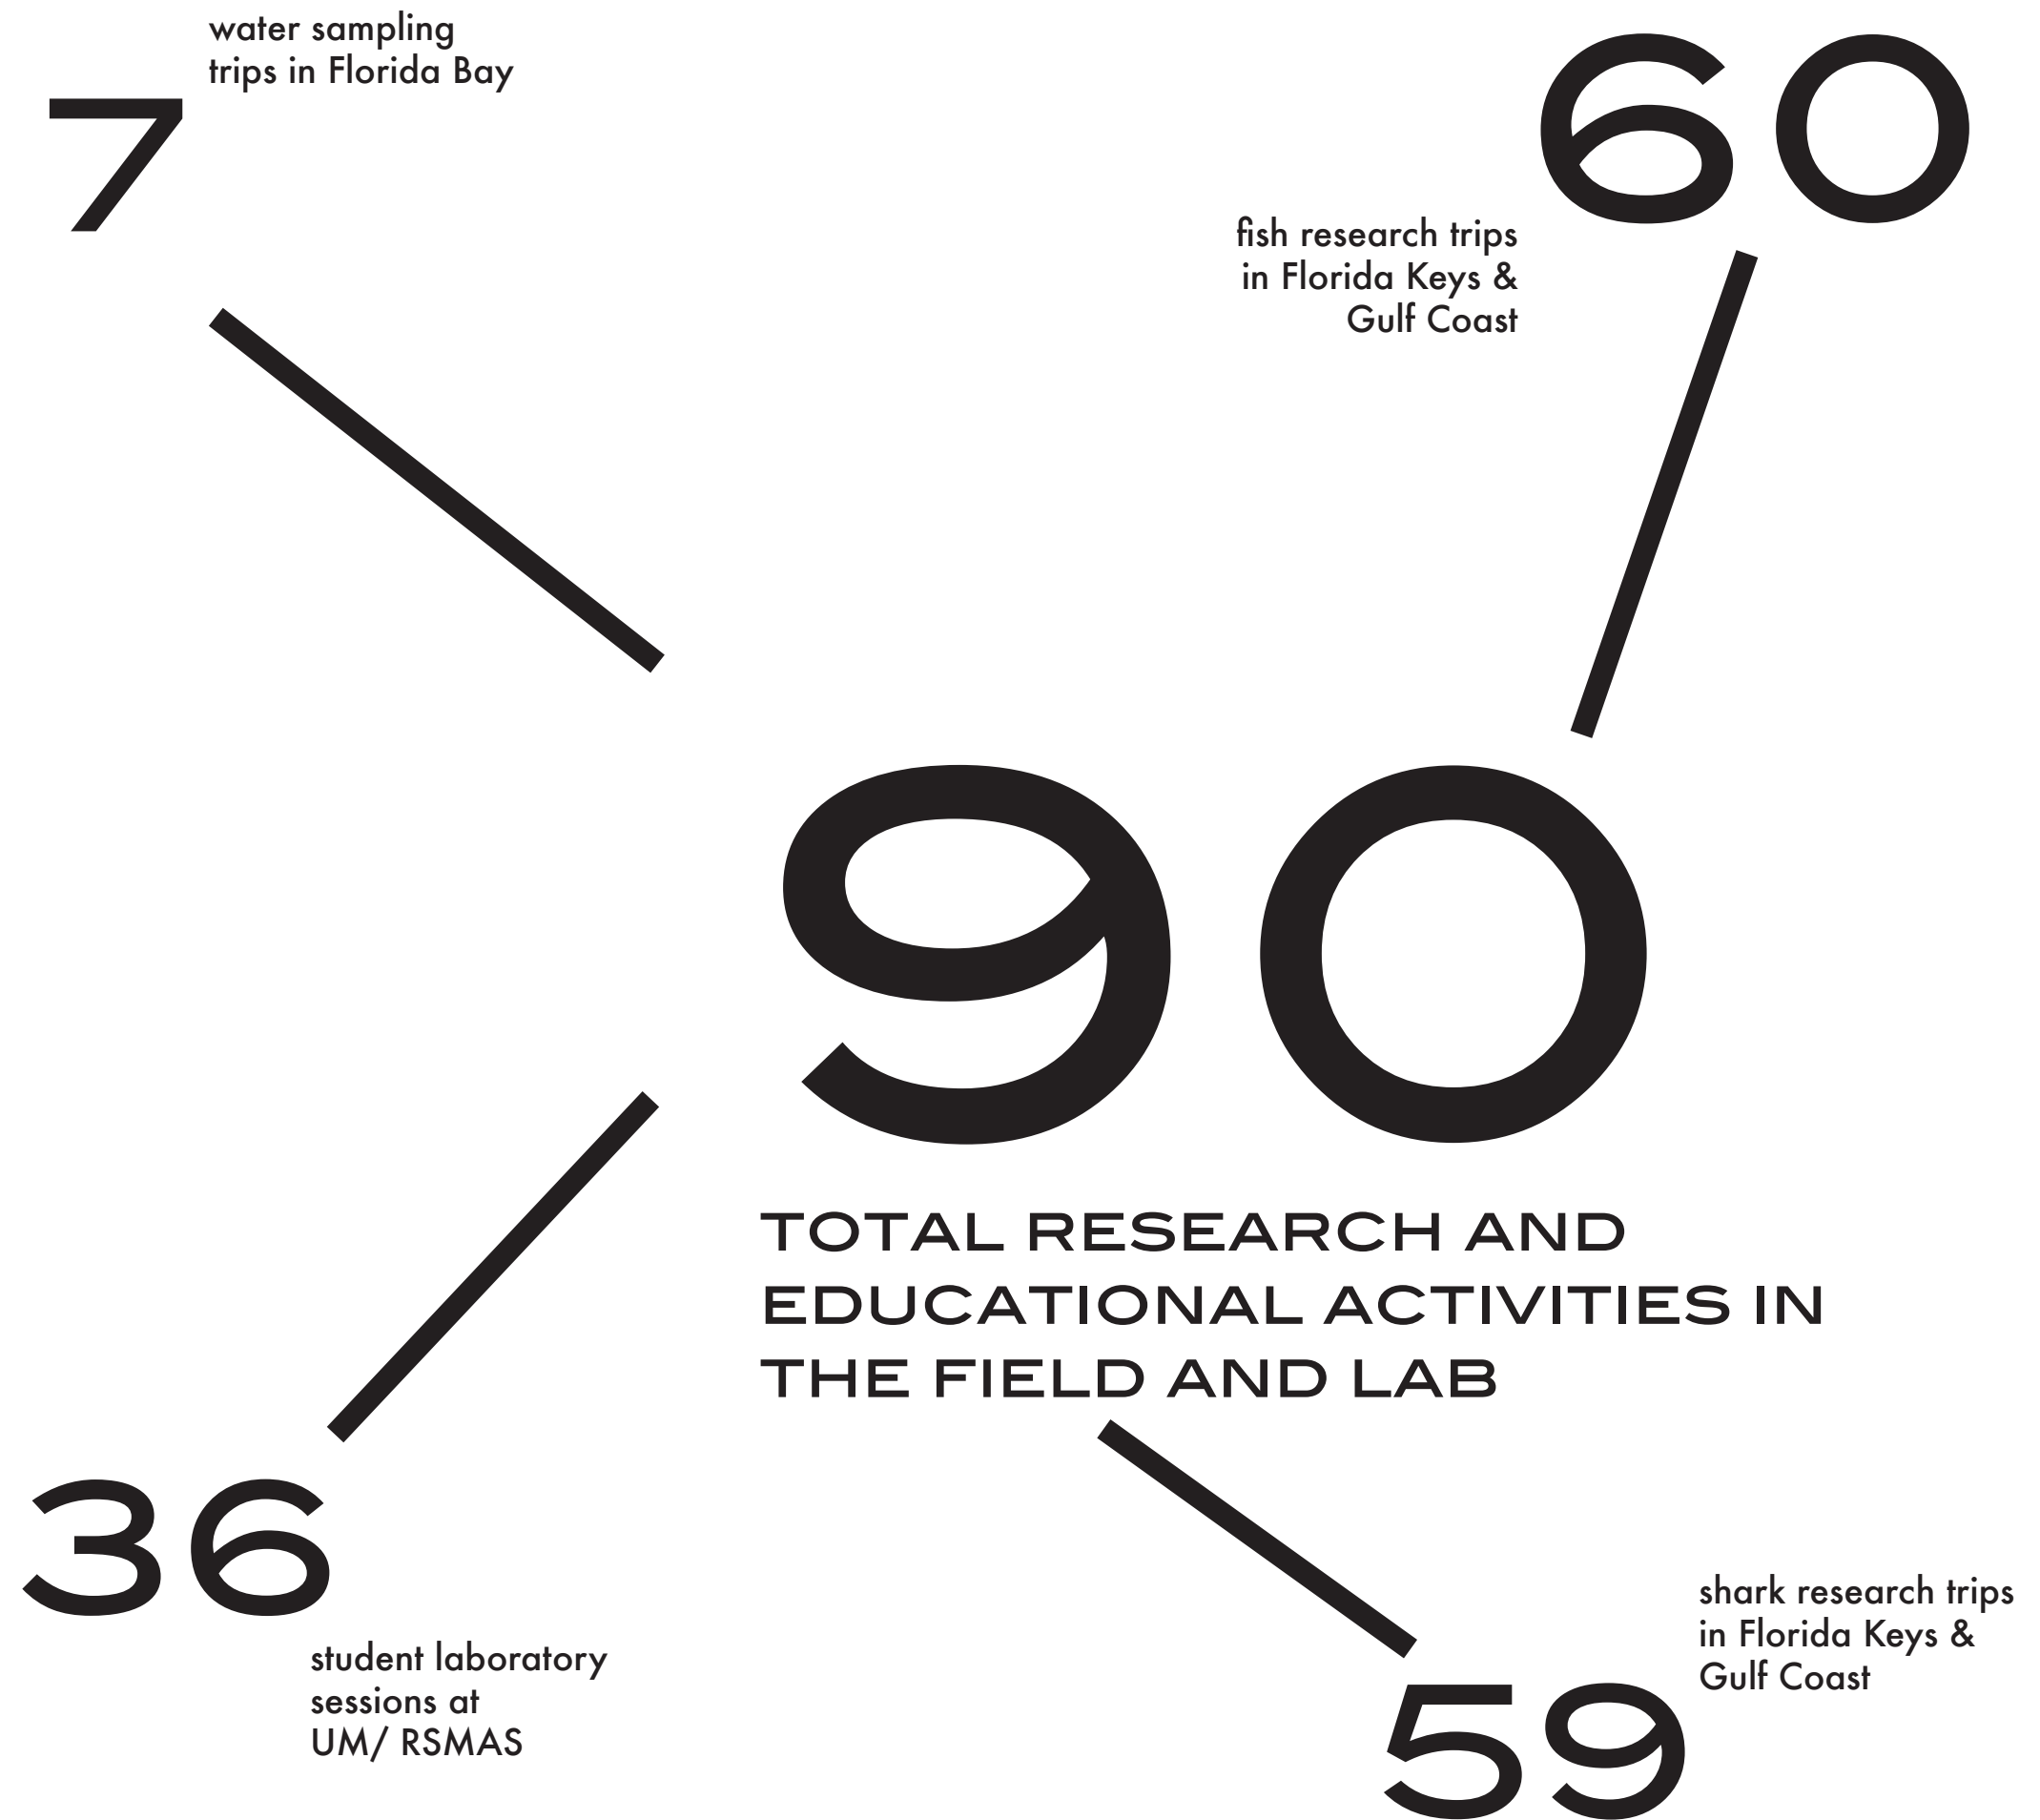 water sampling
trips in Florida Bay
7
60
fish research trips
in Florida Keys &
Gulf Coast
90
TOTAL RESEARCH AND
EDUCATIONAL ACTIVITIES IN
THE FIELD AND LAB
36
student laboratory
sessions at
UM/ RSMAS
shark research trips
in Florida Keys &
Gulf Coast
59